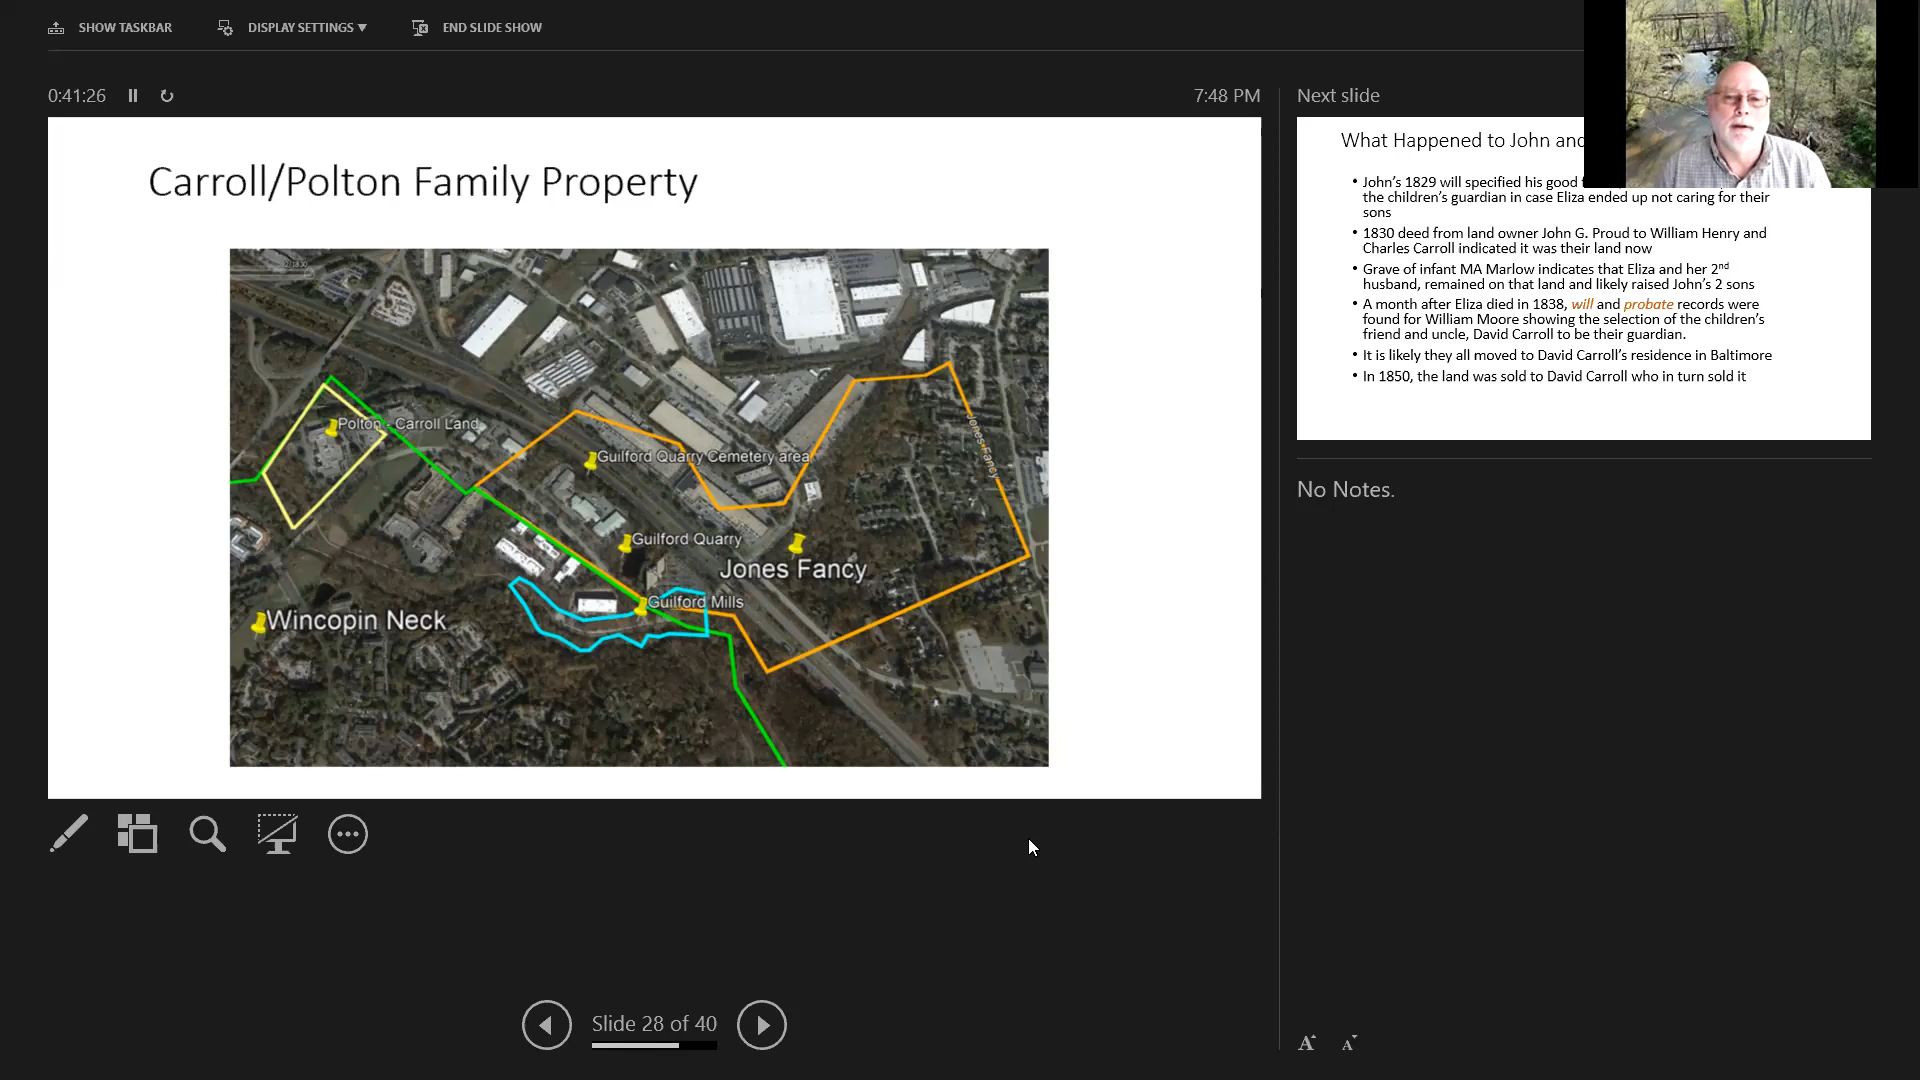 SHOW TASKBAR
DISPLAY SETTINGS
END SLIDE SHOW
0:41:26
7:48 PM
Carroll/Polton Family Property
Polton - Carroll Land
Guilford Quarry Cemetery area
Jones Fancy
Guilford Quarry
Jones Fancy
Guilford Mills
Wincopin Neck
Slide 28 of 40
Next slide
What Happened to John and
• John's 1829 will specified his good
the children's guardian in case Eliza ended up not caring for their
sons
• 1830 deed from land owner John G. Proud to William Henry and
Charles Carroll indicated it was their land now
• Grave of infant MA Marlow indicates that Eliza and her 2nd
husband, remained on that land and likely raised John's 2 sons
• A month after Eliza died in 1838, will and probate records were
found for William Moore showing the selection of the children's
friend and uncle, David Carroll to be their guardian.
• It is likely they all moved to David Carroll's residence in Baltimore
• In 1850, the land was sold to David Carroll who in turn sold it
No Notes.
A A